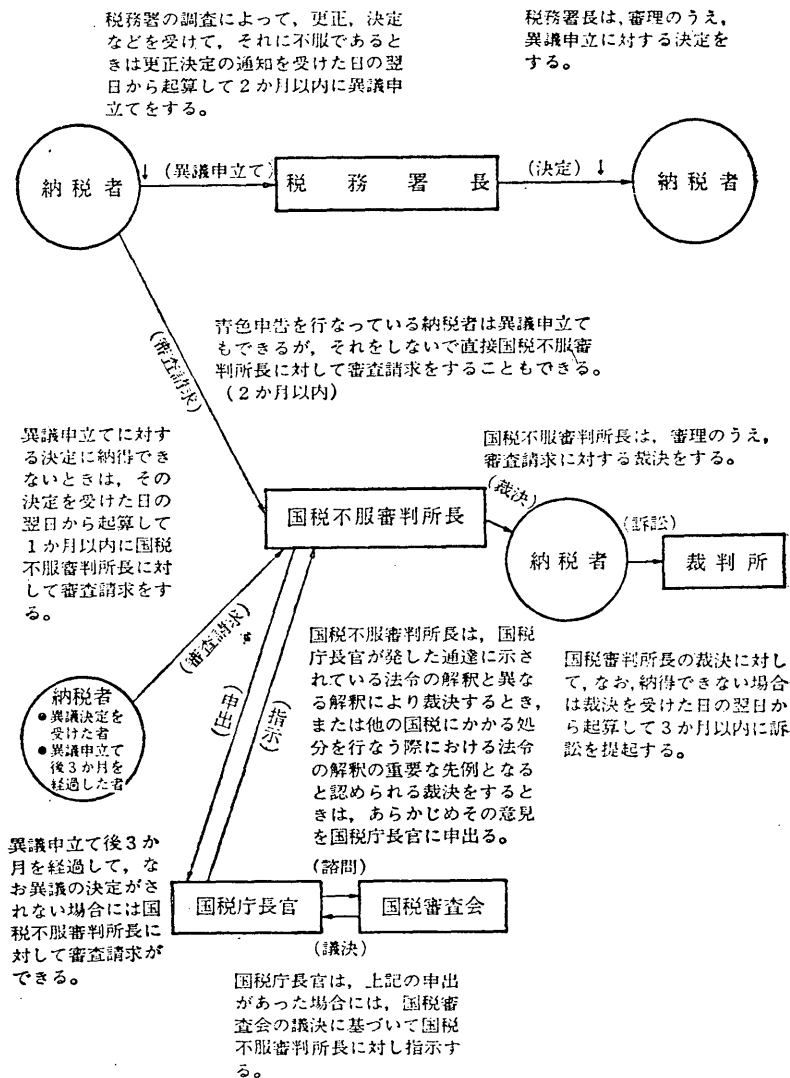 税務署の調査によって，更正，決定
などを受けて，それに不服であると
きは更正決定の通知を受けた日の翌
日から起算して２か月以内に異議申
立てをする。
税務署長は，審理のうえ，
異議申立に対する決定を
する。
納税者
↓（異議申立て）
税務署長
（決定）↓
納税者
（審査請求）
青色申告を行なっている納税者は異議申立て
もできるが，それをしないで直接国税不服審
判所長に対して審査請求をすることもできる。
（２か月以内）
異議申立てに対す
る決定に納得でき
ないときは，その
決定を受けた日の
翌日から起算して
１か月以内に国税
不服審判所長に対
して審査請求をす
る。
国税不服審判所長は，審理のうえ，
審査請求に対する裁決をする。
国税不服審判所長
（裁決）
納税者
（訴訟）
裁判所
（審査請求）
納税者
●異議決定を
受けた者
●異議申立て
後３か月を
経過した者
（申出）
（指示）
国税不服審判所長は，国税
庁長官が発した通達に示さ
れている法令の解釈と異な
る解釈により裁決するとき，
または他の国税にかかる処
分を行なう際における法令
の解釈の重要な先例となる
と認められる裁決をすると
きは，あらかじめその意見
を国税庁長官に申出る。
国税審判所長の裁決に対し
て，なお，納得できない場合
は裁決を受けた日の翌日か
ら起算して３か月以内に訴
訟を提起する。
異議申立て後３か
月を経過して，な
お異議の決定がさ
れない場合には国
税不服審判所長に
対して審査請求が
できる。
国税庁長官
（諮問）
（議決）
国税審査会
国税庁長官は，上記の申出
があった場合には，国税審
査会の議決に基づいて国税
不服審判所長に対し指示す
る。